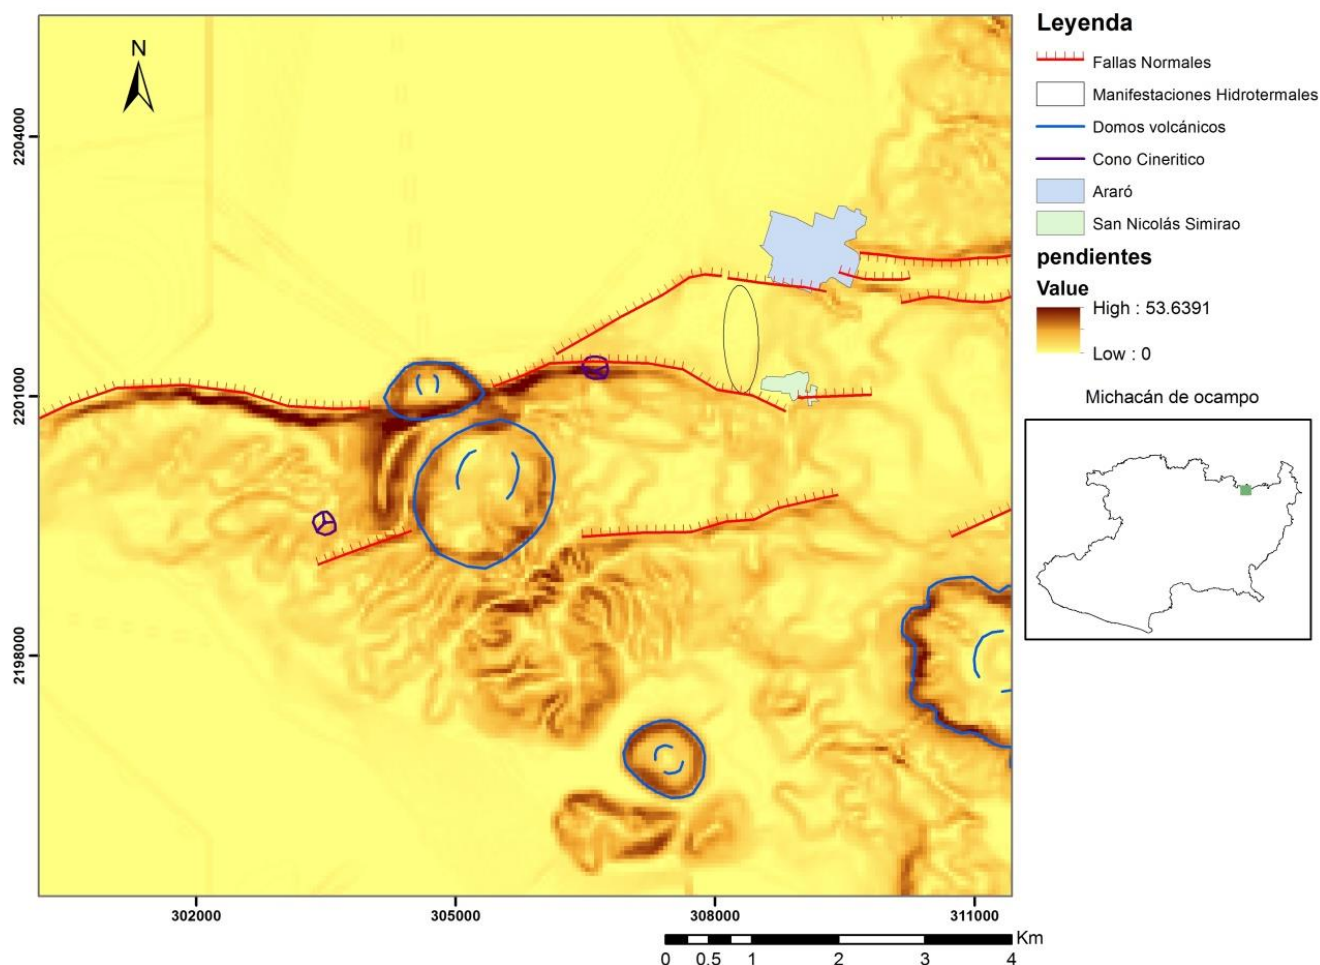 N
2204000
2201000
2198000
302000
305000
308000
311000
Leyenda
Fallas Normales
Manifestaciones Hidrotermales
Domos volcánicos
Cono Cineritico
Araró
San Nicolás Simirao
pendientes
Value
High : 53.6391
Low : 0
Michacán de ocampo
Km
0 0.5 1 2 3 4